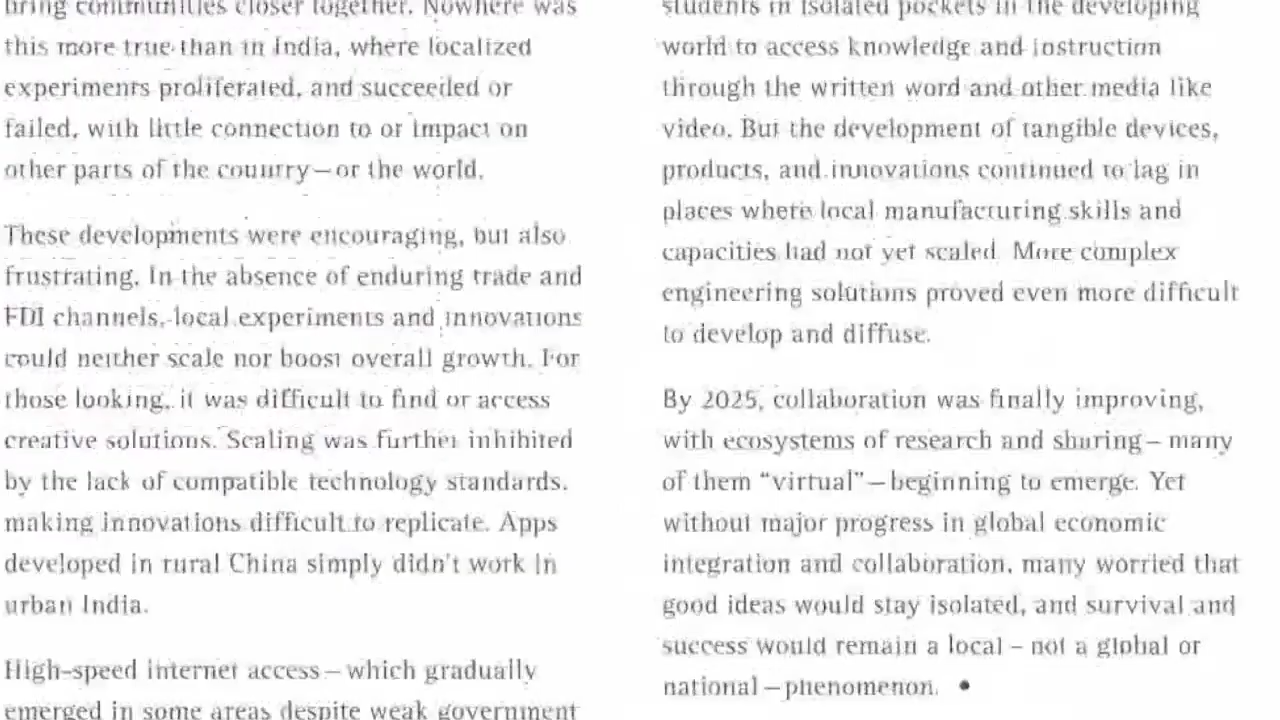 bring communities closer together. Nowhere was
this more true than in India, where localized
experiments proliferated, and succeeded or
failed, with little connection to or impact on
other parts of the country—or the world.
These developments were encouraging, but also
frustrating. In the absence of enduring trade and
FDI channels, local experiments and innovations
could neither scale nor boost overall growth. For
those looking, it was difficult to find or access
creative solutions. Scaling was further inhibited
by the lack of compatible technology standards,
making innovations difficult to replicate. Apps
developed in rural China simply didn't work in
urban India.
High-speed internet access—which gradually
emerged in some areas despite weak government
students in isolated pockets in the developing
world to access knowledge and instruction
through the written word and other media like
video. But the development of tangible devices,
products, and innovations continued to lag in
places where local manufacturing skills and
capacities had not yet scaled. More complex
engineering solutions proved even more difficult
to develop and diffuse.
By 2025, collaboration was finally improving,
with ecosystems of research and sharing—many
of them “virtual”—beginning to emerge. Yet
without major progress in global economic
integration and collaboration, many worried that
good ideas would stay isolated, and survival and
success would remain a local – not a global or
national—phenomenon. •